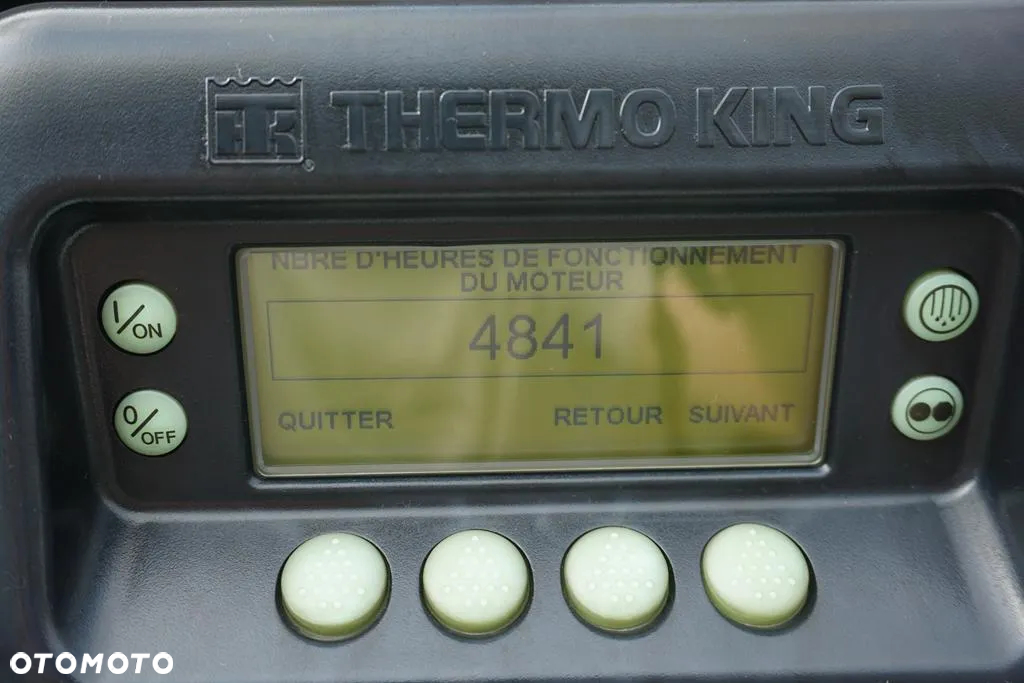 THERMO KING
NBRE D'HEURES DE FONCTIONNEMENT
DU MOTEUR
I/ON
4841
O/OFF
QUITTER RETOUR SUIVANT
OTOMOTO